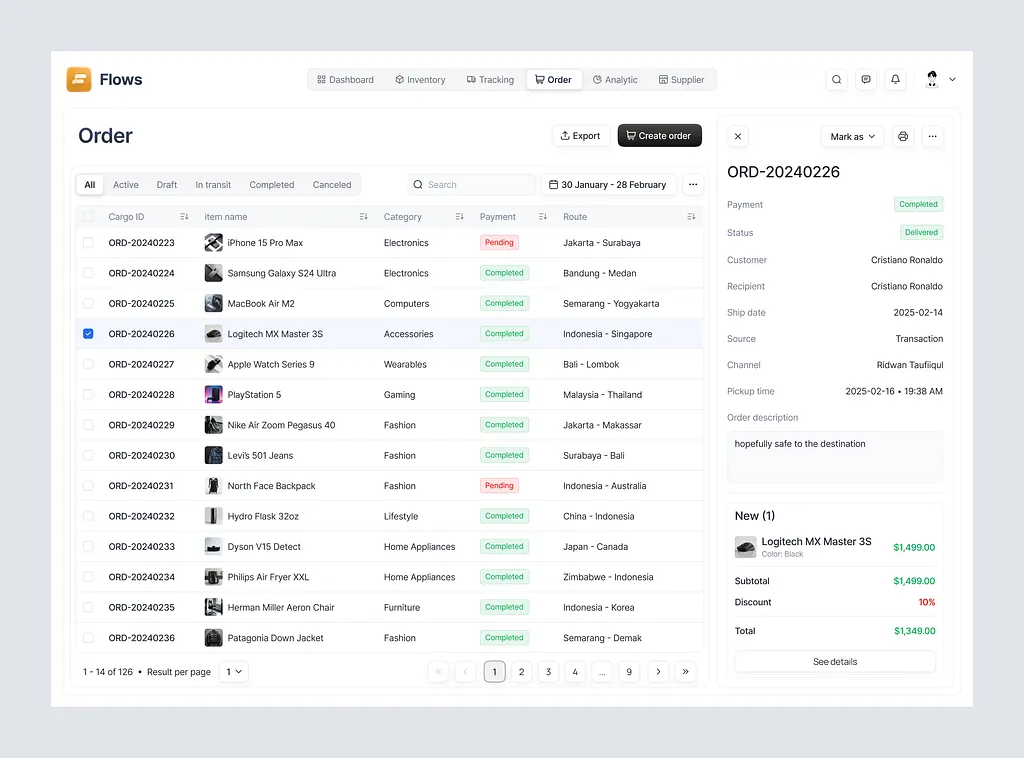 Flows
Dashboard Inventory Tracking Order Analytic Supplier
Order
Export Create order
All Active Draft In transit Completed Canceled Search 30 January - 28 February
Cargo ID item name Category Payment Route
ORD-20240223 iPhone 15 Pro Max Electronics Pending Jakarta - Surabaya
ORD-20240224 Samsung Galaxy S24 Ultra Electronics Completed Bandung - Medan
ORD-20240225 MacBook Air M2 Computers Completed Semarang - Yogyakarta
ORD-20240226 Logitech MX Master 3S Accessories Completed Indonesia - Singapore
ORD-20240227 Apple Watch Series 9 Wearables Completed Bali - Lombok
ORD-20240228 PlayStation 5 Gaming Completed Malaysia - Thailand
ORD-20240229 Nike Air Zoom Pegasus 40 Fashion Completed Jakarta - Makassar
ORD-20240230 Levi's 501 Jeans Fashion Completed Surabaya - Bali
ORD-20240231 North Face Backpack Fashion Pending Indonesia - Australia
ORD-20240232 Hydro Flask 32oz Lifestyle Completed China - Indonesia
ORD-20240233 Dyson V15 Detect Home Appliances Completed Japan - Canada
ORD-20240234 Philips Air Fryer XXL Home Appliances Completed Zimbabwe - Indonesia
ORD-20240235 Herman Miller Aeron Chair Furniture Completed Indonesia - Korea
ORD-20240236 Patagonia Down Jacket Fashion Completed Semarang - Demak
1 - 14 of 126 • Result per page 1 « ‹ 1 2 3 4 ... 9 › »
Mark as
ORD-20240226
Payment Completed
Status Delivered
Customer Cristiano Ronaldo
Recipient Cristiano Ronaldo
Ship date 2025-02-14
Source Transaction
Channel Ridwan Taufiiqul
Pickup time 2025-02-16 • 19:38 AM
Order description
hopefully safe to the destination
New (1)
Logitech MX Master 3S $1,499.00
Color: Black
Subtotal $1,499.00
Discount 10%
Total $1,349.00
See details